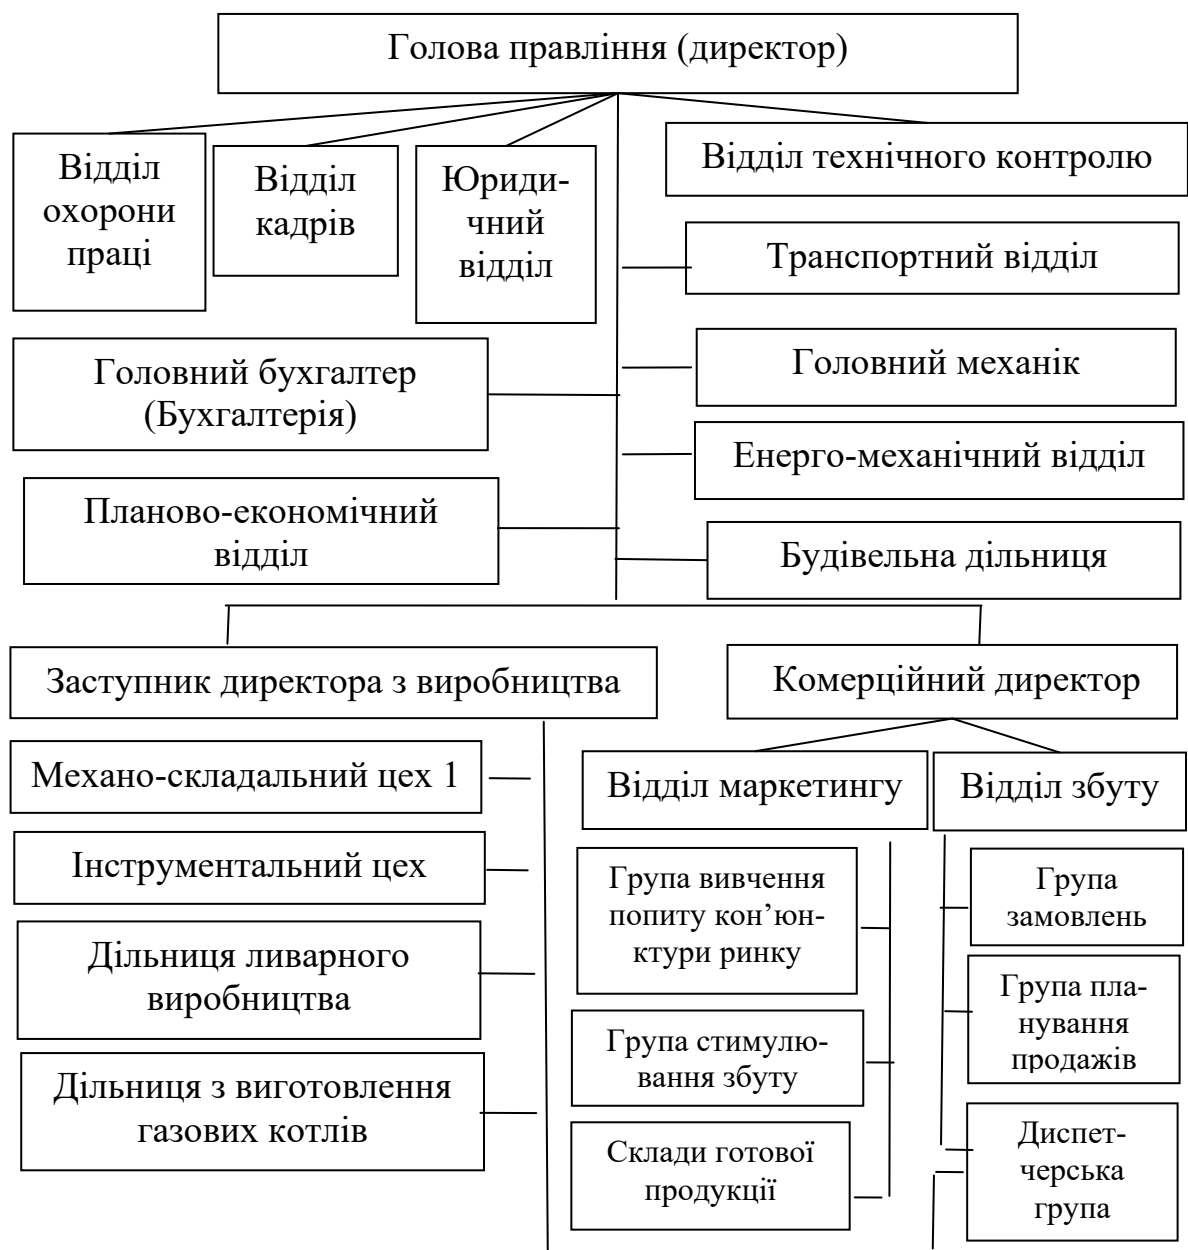 Голова правління (директор)
Відділ
охорони
праці
Відділ
кадрів
Юриди-
чний
відділ
Відділ технічного контролю
Транспортний відділ
Головний бухгалтер
(Бухгалтерія)
Головний механік
Енерго-механічний відділ
Планово-економічний
відділ
Будівельна дільниця
Заступник директора з виробництва
Комерційний директор
Механо-складальний цех 1
Інструментальний цех
Дільниця ливарного
виробництва
Дільниця з виготовлення
газових котлів
Відділ маркетингу
Група вивчення
попиту кон’юн-
ктури ринку
Група стимулю-
вання збуту
Склади готової
продукції
Відділ збуту
Група
замовлень
Група пла-
нування
продажів
Диспет-
черська
група